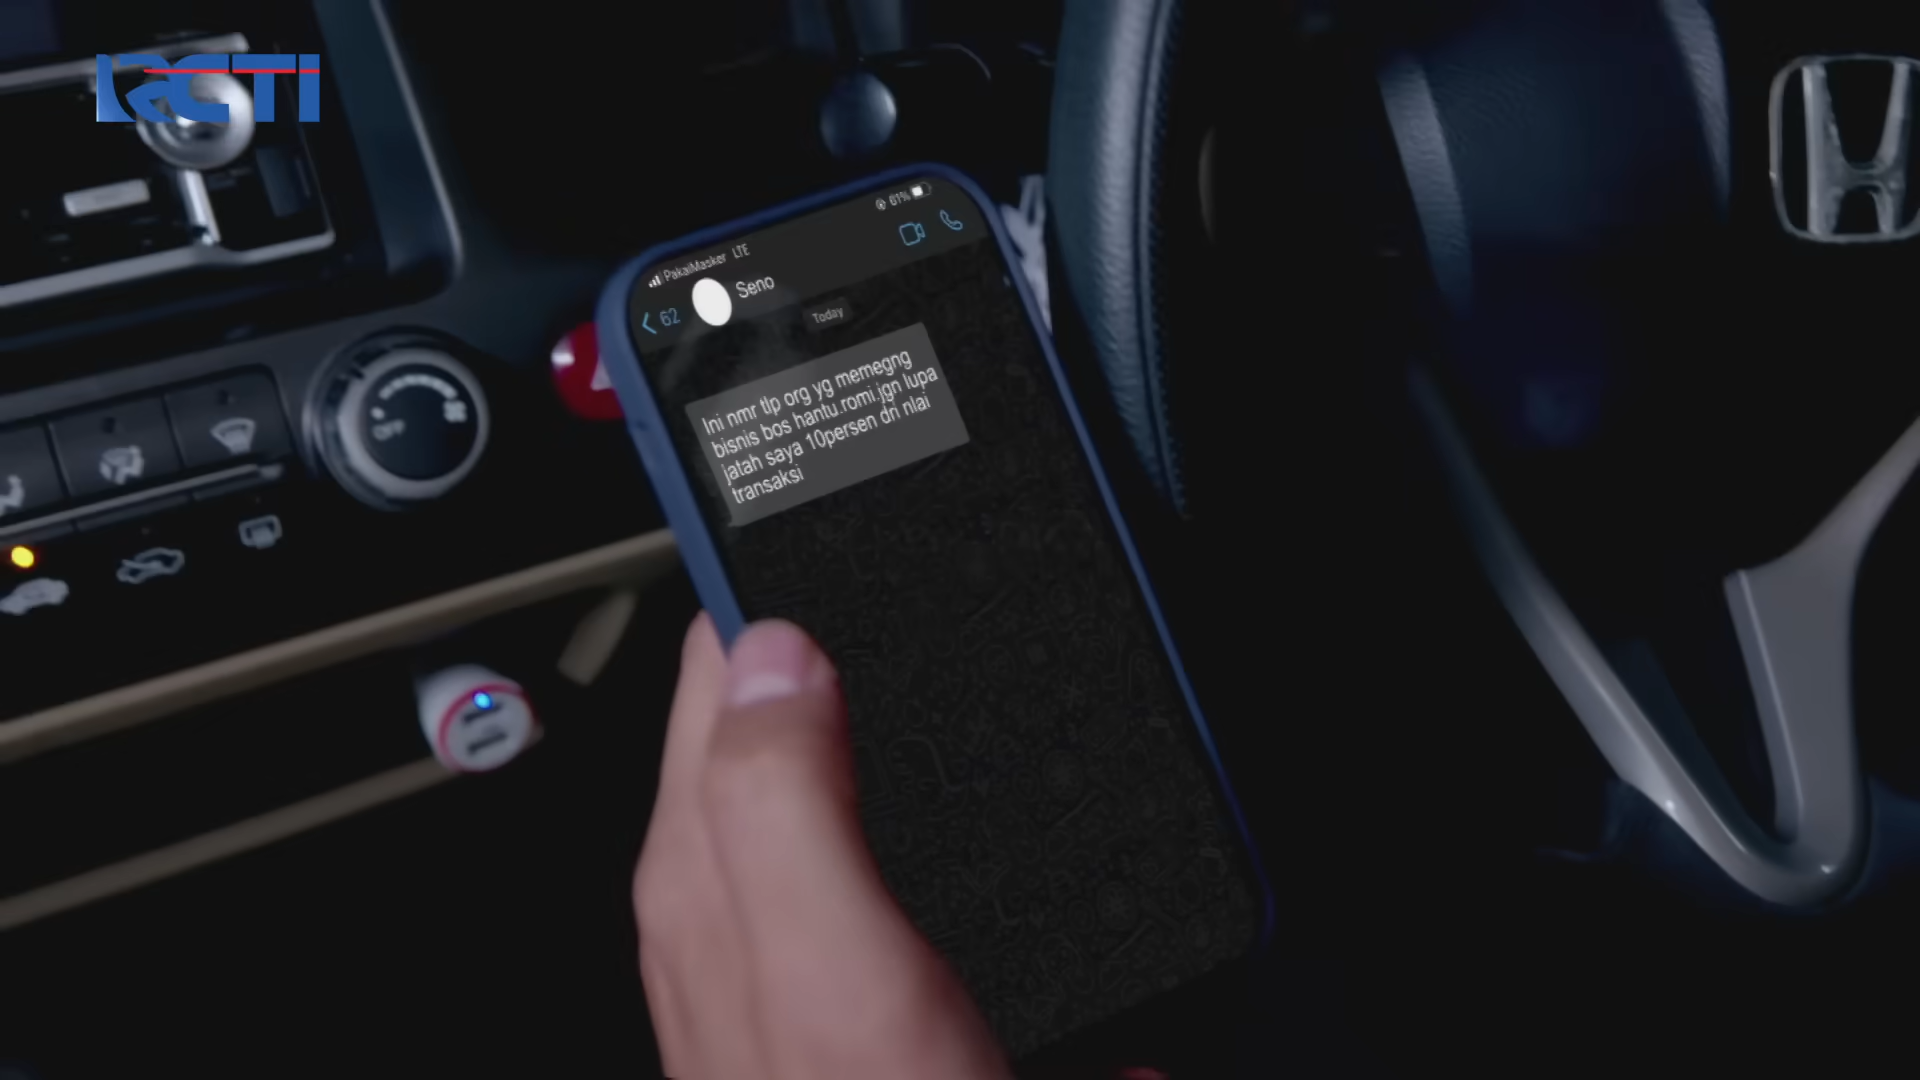 RCTI
61%
PakaiMasker LTE
62
Seno
Today
Ini nmr tlp org yg memegng
bisnis bos hantu.romi.jgn lupa
jatah saya 10persen dri nlai
transaksi
OFF